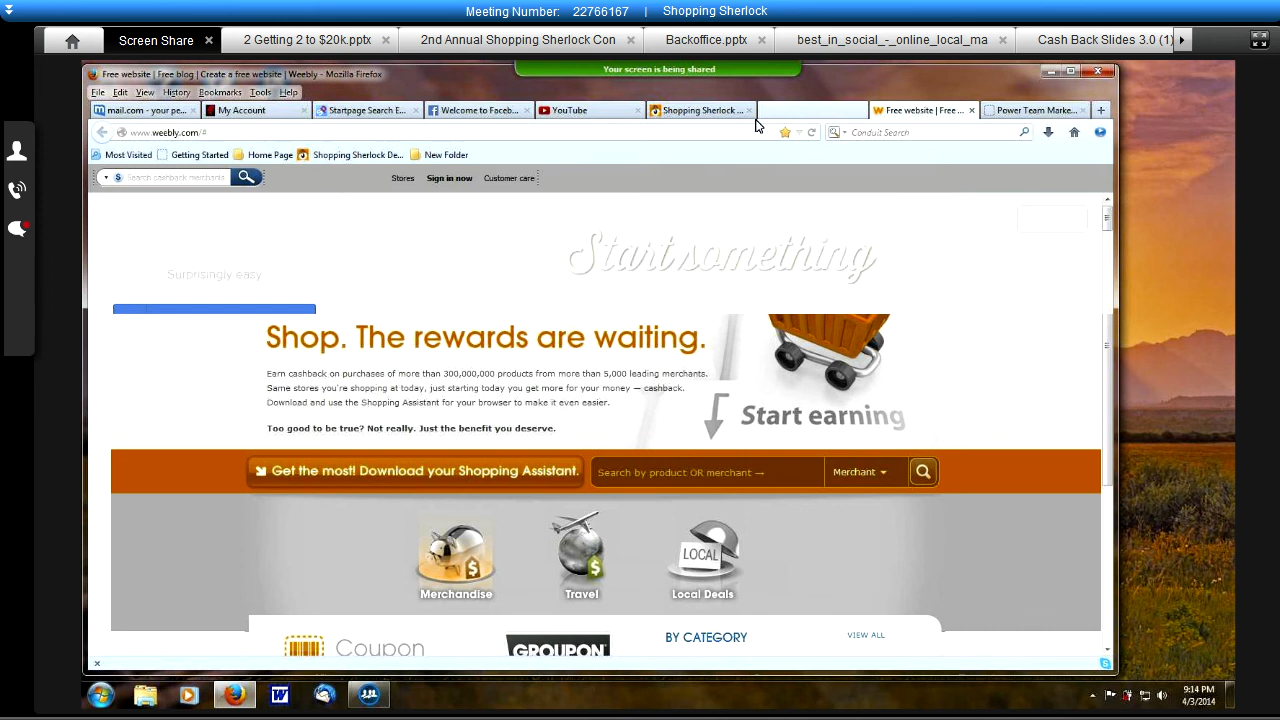 Meeting Number: 22766167 | Shopping Sherlock
Screen Share
2 Getting 2 to $20k.pptx
2nd Annual Shopping Sherlock Con
Backoffice.pptx
best_in_social_-_online_local_ma
Cash Back Slides 3.0 (1)
Your screen is being shared
Free website | Free blog | Create a free website | Weebly - Mozilla Firefox
File Edit View History Bookmarks Tools Help
mail.com - your pe...
My Account
Startpage Search E...
Welcome to Faceb...
YouTube
Shopping Sherlock ...
Free website | Free ...
Power Team Marke...
www.weebly.com/#
Conduit Search
Most Visited
Getting Started
Home Page
Shopping Sherlock De...
New Folder
Search cashback merchants
Stores
Sign in now
Customer care
Start something
Surprisingly easy
Shop. The rewards are waiting.
Earn cashback on purchases of more than 300,000,000 products from more than 5,000 leading merchants.
Same stores you're shopping at today, just starting today you get more for your money — cashback.
Download and use the Shopping Assistant for your browser to make it even easier.
Too good to be true? Not really. Just the benefit you deserve.
Start earning
Get the most! Download your Shopping Assistant.
Search by product OR merchant →
Merchant
LOCAL
Merchandise
Travel
Local Deals
Coupon
GROUPON
BY CATEGORY
VIEW ALL
9:14 PM
4/3/2014